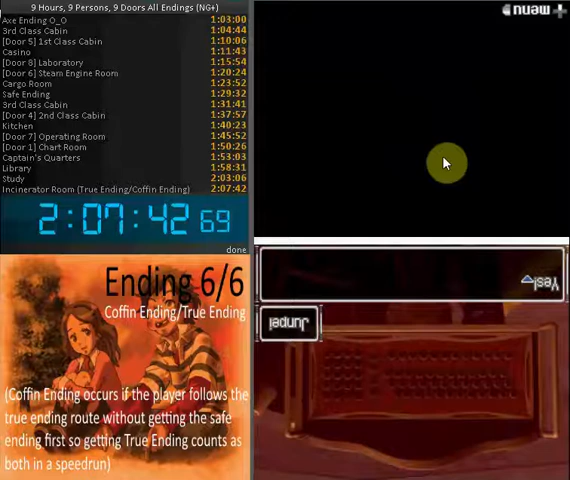 9 Hours, 9 Persons, 9 Doors All Endings (NG+)
Axe Ending O_O 1:03:00
3rd Class Cabin 1:04:44
[Door 5] 1st Class Cabin 1:10:06
Casino 1:11:43
[Door 8] Laboratory 1:15:54
[Door 6] Steam Engine Room 1:20:24
Cargo Room 1:23:52
Safe Ending 1:29:32
3rd Class Cabin 1:31:41
[Door 4] 2nd Class Cabin 1:37:57
Kitchen 1:40:23
[Door 7] Operating Room 1:45:52
[Door 1] Chart Room 1:50:26
Captain's Quarters 1:53:03
Library 1:58:31
Study 2:03:06
Incinerator Room (True Ending/Coffin Ending) 2:07:42
2:07:42 69
done
Ending 6/6
Coffin Ending/True Ending
(Coffin Ending occurs if the player follows the
true ending route without getting the safe
ending first so getting True Ending counts as
both in a speedrun)
+ menu
Yes!
Junpei